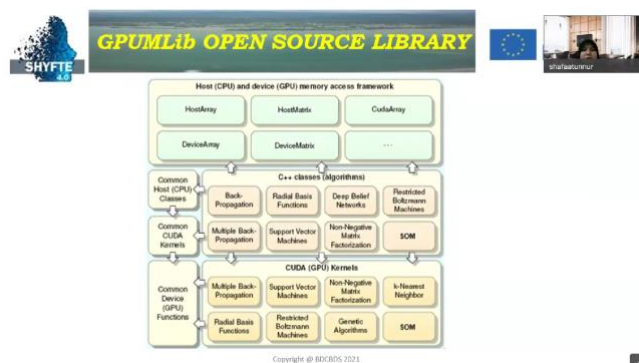 GPUMLib OPEN SOURCE LIBRARY
SHYFTE
4.0
shafaatunnur
Host (CPU) and device (GPU) memory access framework
HostArray
HostMatrix
CudaArray
DeviceArray
DeviceMatrix
...
Common
Host (CPU)
Classes
Common
CUDA
Kernels
Common
Device
(GPU)
Functions
C++ classes (algorithms)
Back-
Propagation
Radial Basis
Functions
Deep Belief
Networks
Restricted
Boltzmann
Machines
Multiple Back-
Propagation
Support Vector
Machines
Non-Negative
Matrix
Factorization
SOM
CUDA (GPU) Kernels
Multiple Back-
Propagation
Support Vector
Machines
Non-Negative
Matrix
Factorization
k-Nearest
Neighbor
Radial Basis
Functions
Restricted
Boltzmann
Machines
Genetic
Algorithms
SOM
Copyright @ BDCBDS 2021